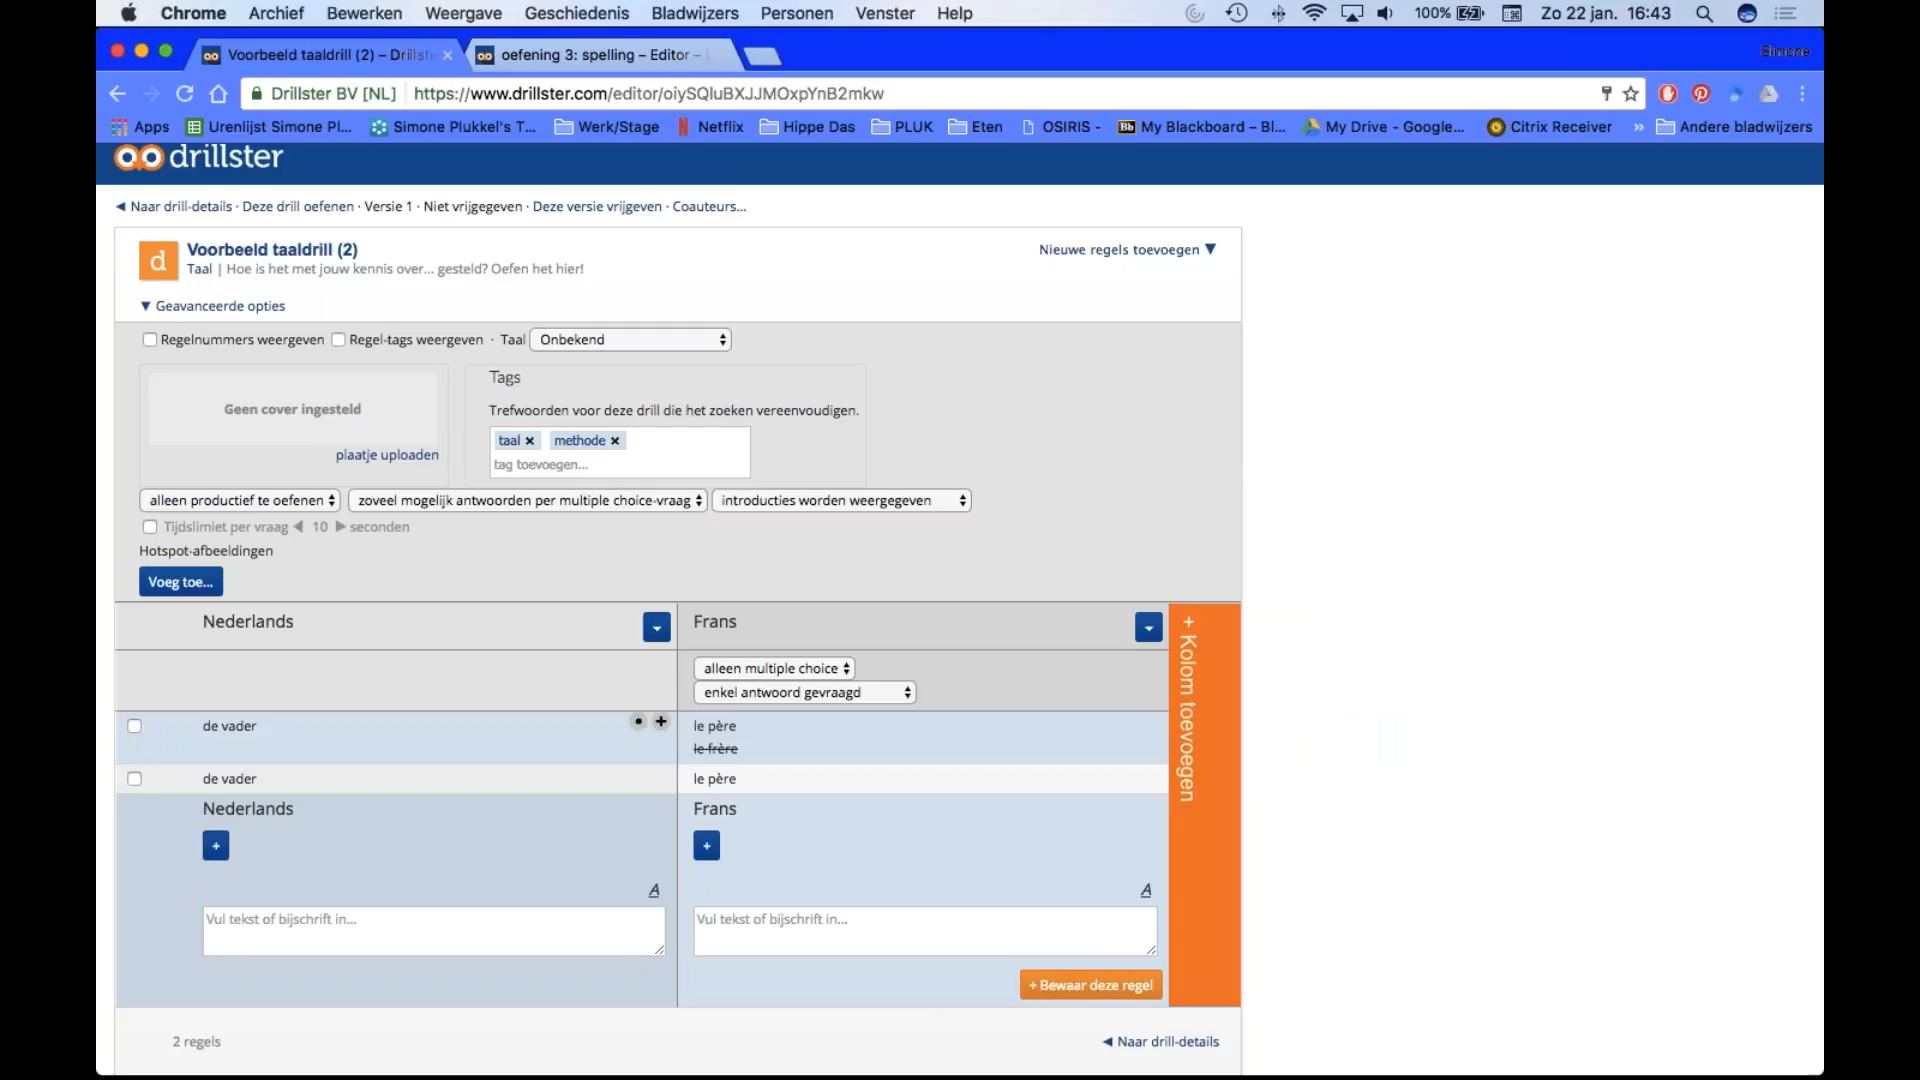 Chrome Archief Bewerken Weergave Geschiedenis Bladwijzers Personen Venster Help 100% Zo 22 jan. 16:43
Voorbeeld taaldrill (2) – Drillste oefening 3: spelling – Editor – Simone
Drillster BV [NL] https://www.drillster.com/editor/oiySQIuBXJJMOxpYnB2mkw
Apps Urenlijst Simone Pl... Simone Plukkel's T... Werk/Stage Netflix Hippe Das PLUK Eten OSIRIS - Bb My Blackboard – Bl... My Drive - Google... Citrix Receiver » Andere bladwijzers
drillster
◀ Naar drill-details · Deze drill oefenen · Versie 1 · Niet vrijgegeven · Deze versie vrijgeven · Coauteurs...
d Voorbeeld taaldrill (2) Nieuwe regels toevoegen ▼
Taal | Hoe is het met jouw kennis over... gesteld? Oefen het hier!
▼ Geavanceerde opties
Regelnummers weergeven Regel-tags weergeven · Taal Onbekend
Tags
Geen cover ingesteld
Trefwoorden voor deze drill die het zoeken vereenvoudigen.
taal × methode ×
plaatje uploaden
tag toevoegen...
alleen productief te oefenen zoveel mogelijk antwoorden per multiple choice-vraag introducties worden weergegeven
Tijdslimiet per vraag ◀ 10 ▶ seconden
Hotspot-afbeeldingen
Voeg toe...
Nederlands Frans
+ Kolom toevoegen
alleen multiple choice
enkel antwoord gevraagd
de vader le père
le frère
de vader le père
Nederlands Frans
+ +
A A
Vul tekst of bijschrift in... Vul tekst of bijschrift in...
+ Bewaar deze regel
2 regels ◀ Naar drill-details